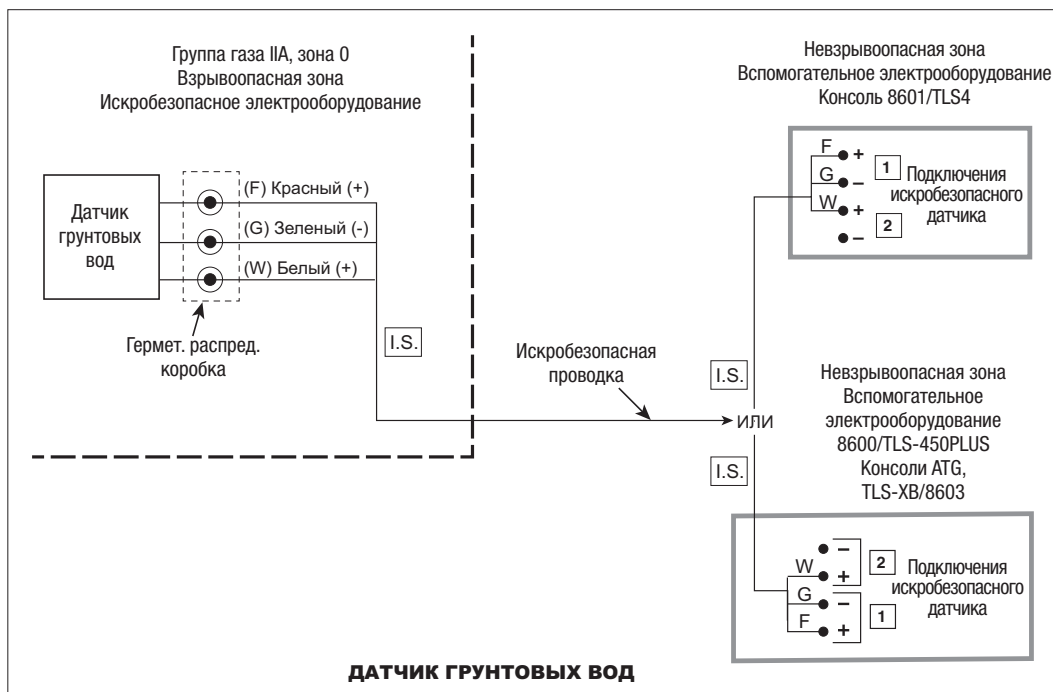 Группа газа IIA, зона 0
Взрывоопасная зона
Искробезопасное электрооборудование
Датчик
грунтовых
вод
(F) Красный (+)
(G) Зеленый (-)
(W) Белый (+)
Гермет. распред.
коробка
I.S.
Искробезопасная
проводка
I.S.
ИЛИ
I.S.
Невзрывоопасная зона
Вспомогательное электрооборудование
Консоль 8601/TLS4
F +
G −
W +
−
1
2
Подключения
искробезопасного
датчика
Невзрывоопасная зона
Вспомогательное
электрооборудование
8600/TLS-450PLUS
Консоли ATG,
TLS-XB/8603
−
W +
G −
F +
2
1
Подключения
искробезопасного
датчика
ДАТЧИК ГРУНТОВЫХ ВОД